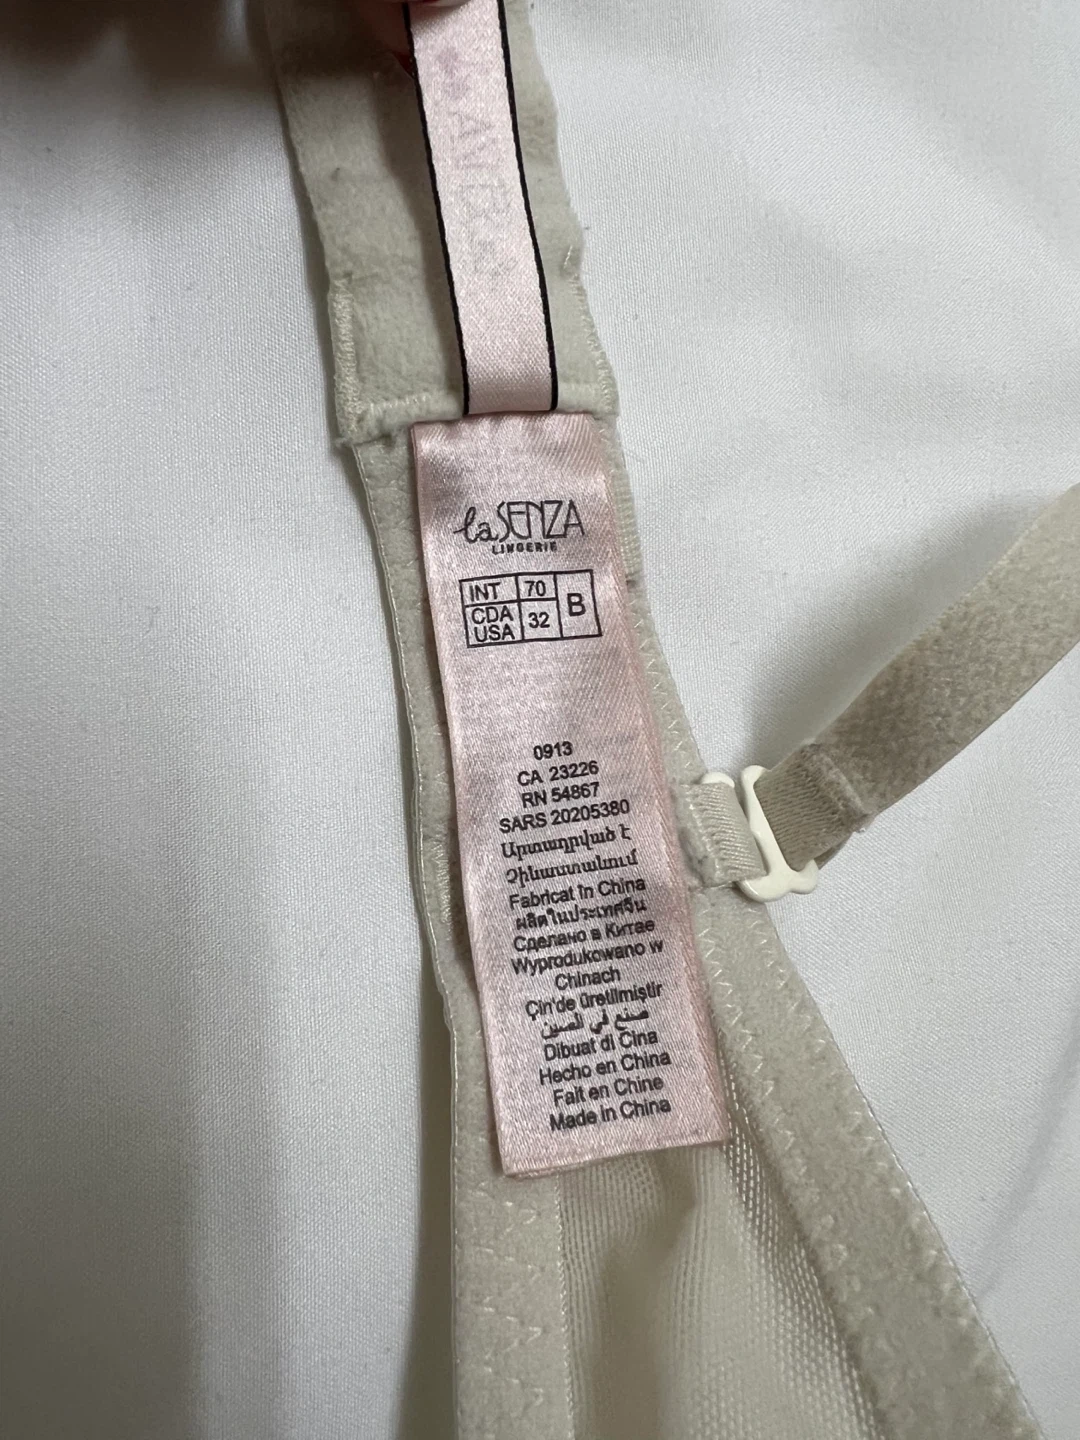 la SENZA
LINGERIE
INT 70 B
CDA USA 32
0913
CA 23226
RN 54867
SARS 20205380
Արտադրված է
Չինաստանում
Fabricat în China
ผลิตในประเทศจีน
Сделано в Китае
Wyprodukowano w
Chinach
Çin'de üretilmiştir
صنع في الصين
Dibuat di Cina
Hecho en China
Fait en Chine
Made in China